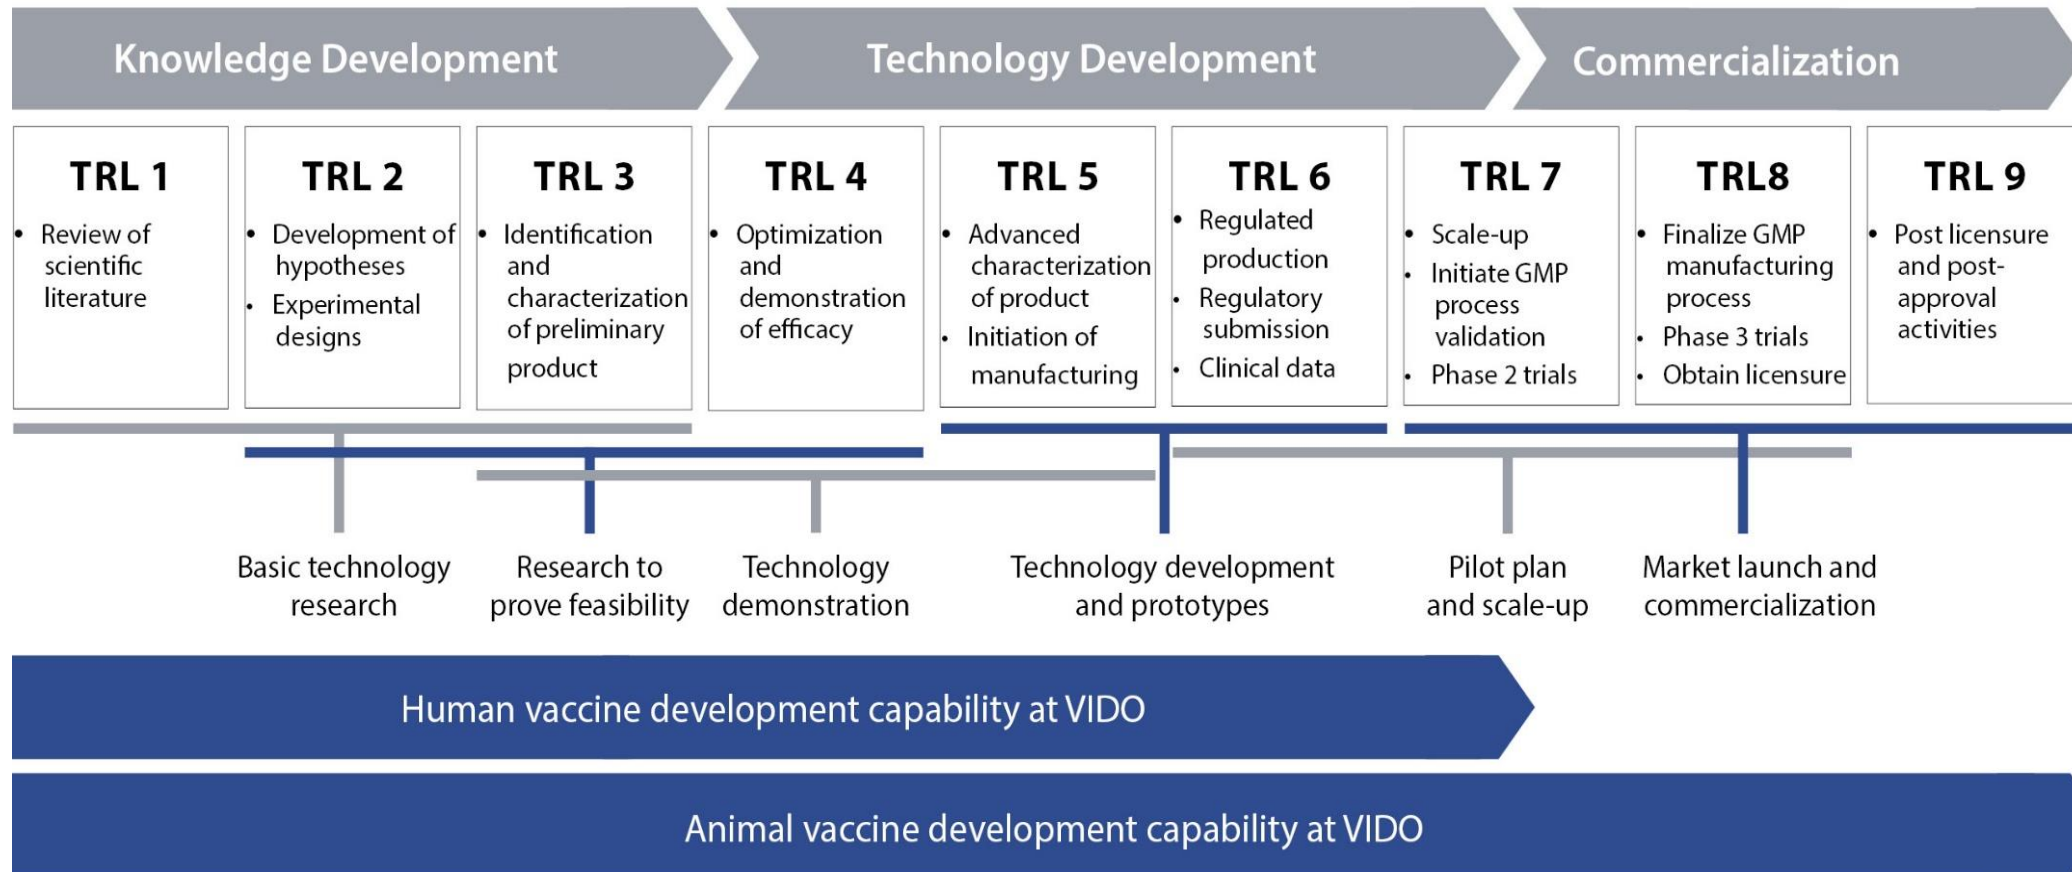 Knowledge Development
Technology Development
Commercialization
TRL 1
• Review of
scientific
literature
TRL 2
• Development of
hypotheses
• Experimental
designs
TRL 3
• Identification
and
characterization
of preliminary
product
TRL 4
• Optimization
and
demonstration
of efficacy
TRL 5
• Advanced
characterization
of product
• Initiation of
manufacturing
TRL 6
• Regulated
production
• Regulatory
submission
• Clinical data
TRL 7
• Scale-up
• Initiate GMP
process
validation
• Phase 2 trials
TRL8
• Finalize GMP
manufacturing
process
• Phase 3 trials
• Obtain licensure
TRL 9
• Post licensure
and post-
approval
activities
Basic technology
research
Research to
prove feasibility
Technology
demonstration
Technology development
and prototypes
Pilot plan
and scale-up
Market launch and
commercialization
Human vaccine development capability at VIDO
Animal vaccine development capability at VIDO